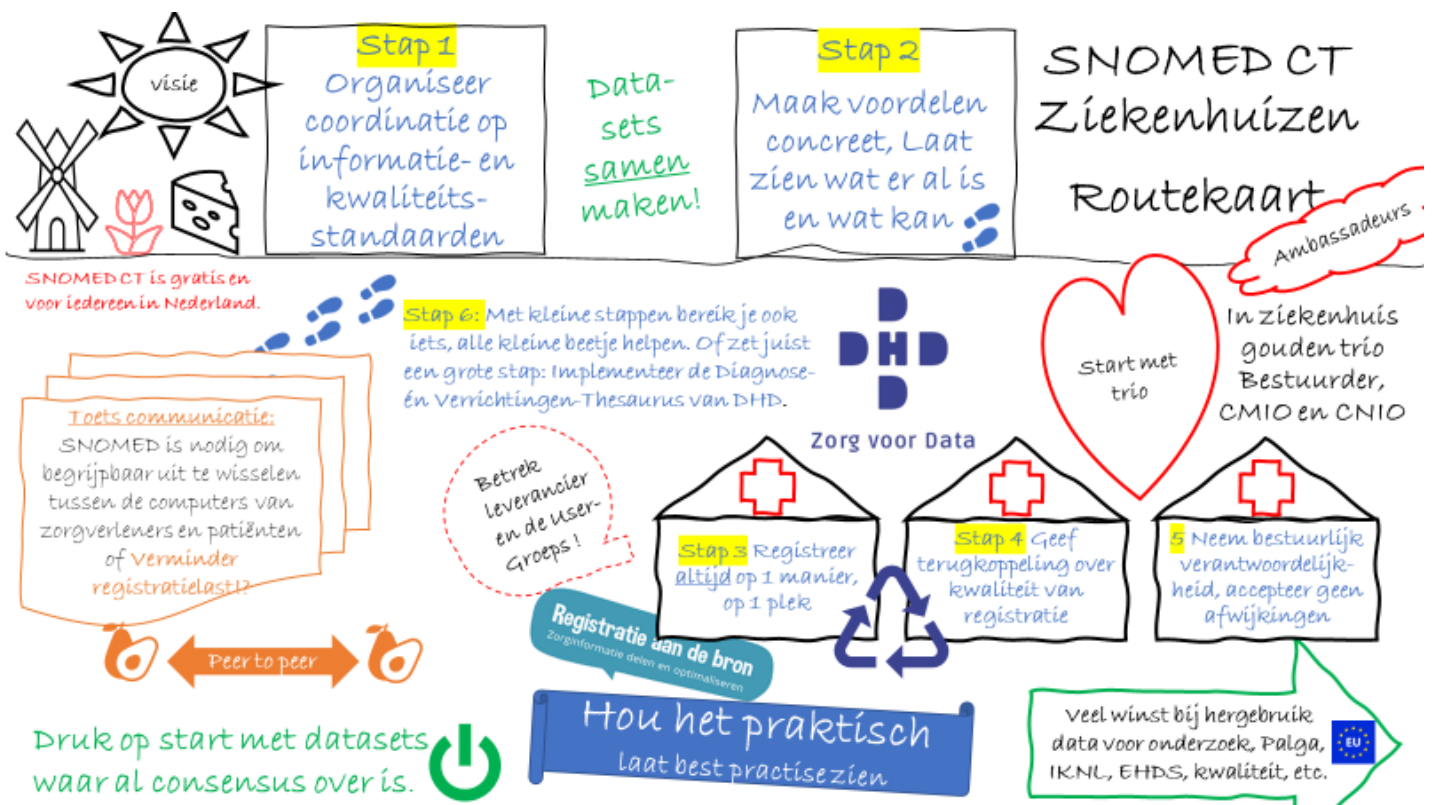 visie
Stap 1
Organiseer
coordinatie op
informatie- en
kwaliteits-
standaarden
Data-
sets
samen
maken!
Stap 2
Maak voordelen
concreet, Laat
zien wat er al is
en wat kan
SNOMED CT
Ziekenhuizen
Routekaart
Ambassadeurs
SNOMED CT is gratis en
voor iedereen in Nederland.
Stap 6: Met kleine stappen bereik je ook
iets, alle kleine beetje helpen. Of zet juist
een grote stap: Implementeer de Diagnose-
én Verrichtingen-Thesaurus van DHD.
D
D H D
D
Zorg voor Data
Start met
trio
In ziekenhuis
gouden trio
Bestuurder,
CMIO en CNIO
Toets communicatie:
SNOMED is nodig om
begrijpbaar uit te wisselen
tussen de computers van
zorgverleners en patiënten
of Verminder
registratielast!?
Betrek
leverancier
en de User-
Groeps!
Stap 3 Registreer
altijd op 1 manier,
op 1 plek
Stap 4 Geef
terugkoppeling over
kwaliteit van
registratie
5 Neem bestuurlijk
verantwoordelijk-
heid, accepteer geen
afwijkingen
Peer to peer
Registratie aan de bron
Zorginformatie delen en optimaliseren
Hou het praktisch
laat best practise zien
Druk op start met datasets
waar al consensus over is.
Veel winst bij hergebruik
data voor onderzoek, Palga,
IKNL, EHDS, kwaliteit, etc.
EU